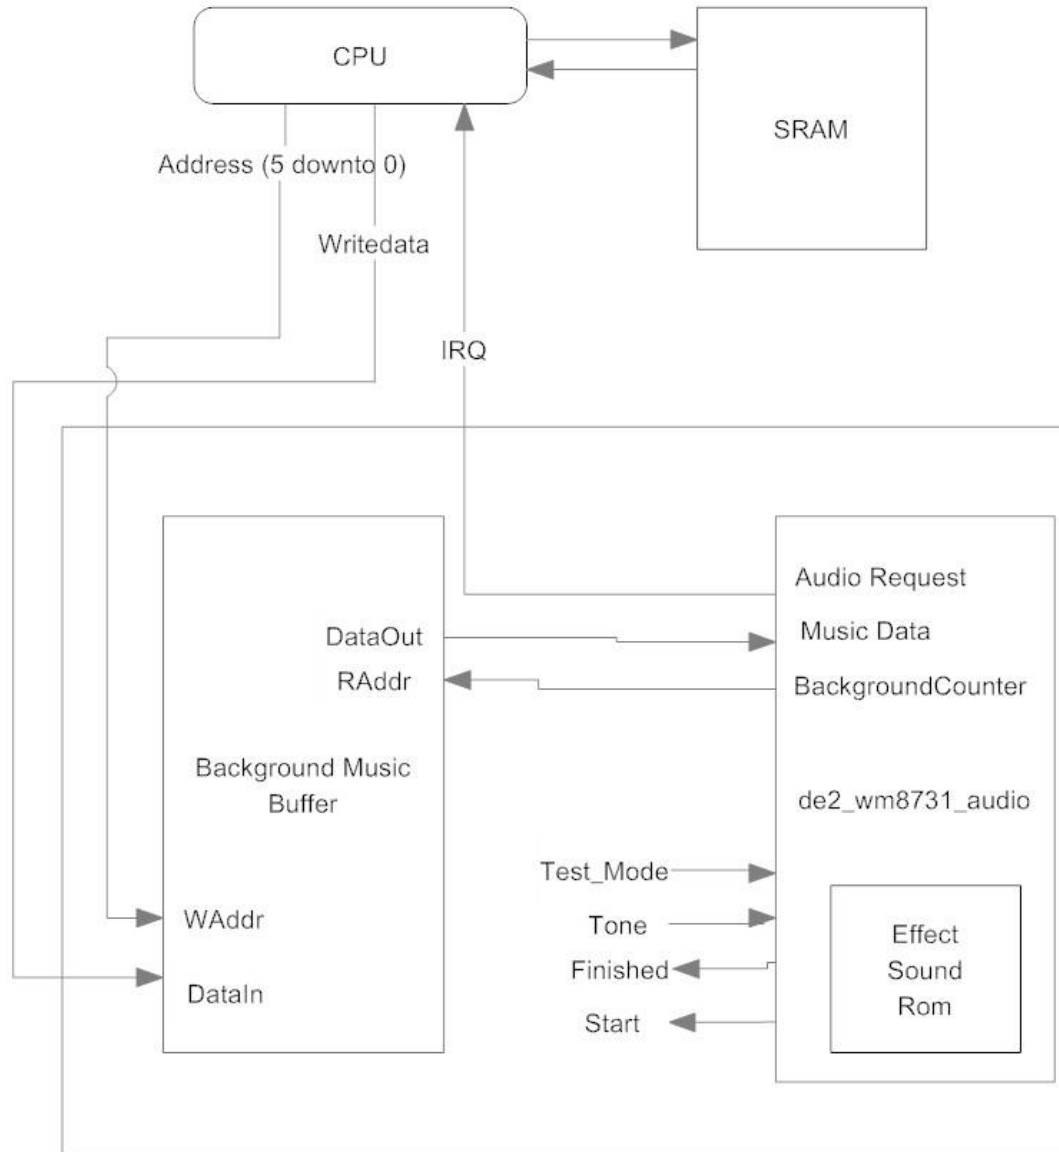 CPU
SRAM
Address (5 downto 0)
Writedata
IRQ
Audio Request
DataOut
Music Data
RAddr
BackgroundCounter
Background Music
Buffer
de2_wm8731_audio
Test_Mode
WAddr
Tone
Effect
Sound
Rom
Finished
DataIn
Start